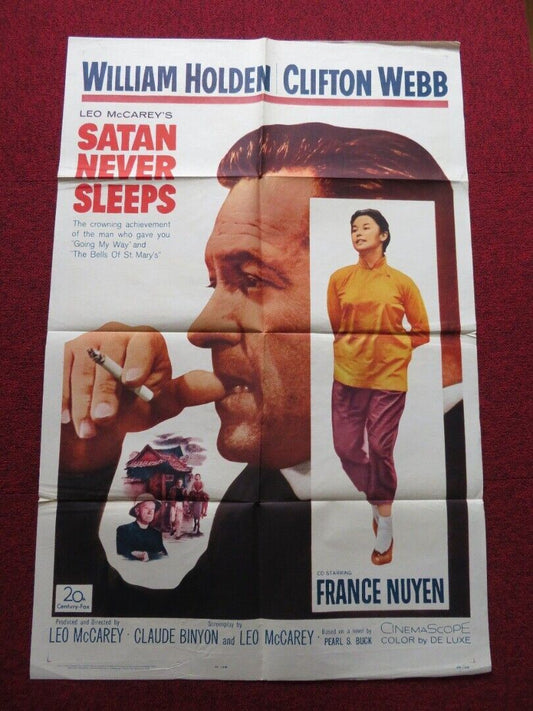 WILLIAM HOLDEN CLIFTON WEBB
LEO McCAREY'S
SATAN
NEVER
SLEEPS
The crowning achievement
of the man who gave you
"Going My Way" and
"The Bells Of St. Mary's"
CO STARRING
FRANCE NUYEN
20th
Century-Fox
Produced and Directed by
LEO McCAREY ·
Screenplay by
CLAUDE BINYON and LEO McCAREY ·
Based on a novel by
PEARL S. BUCK
CINEMASCOPE
COLOR by DE LUXE